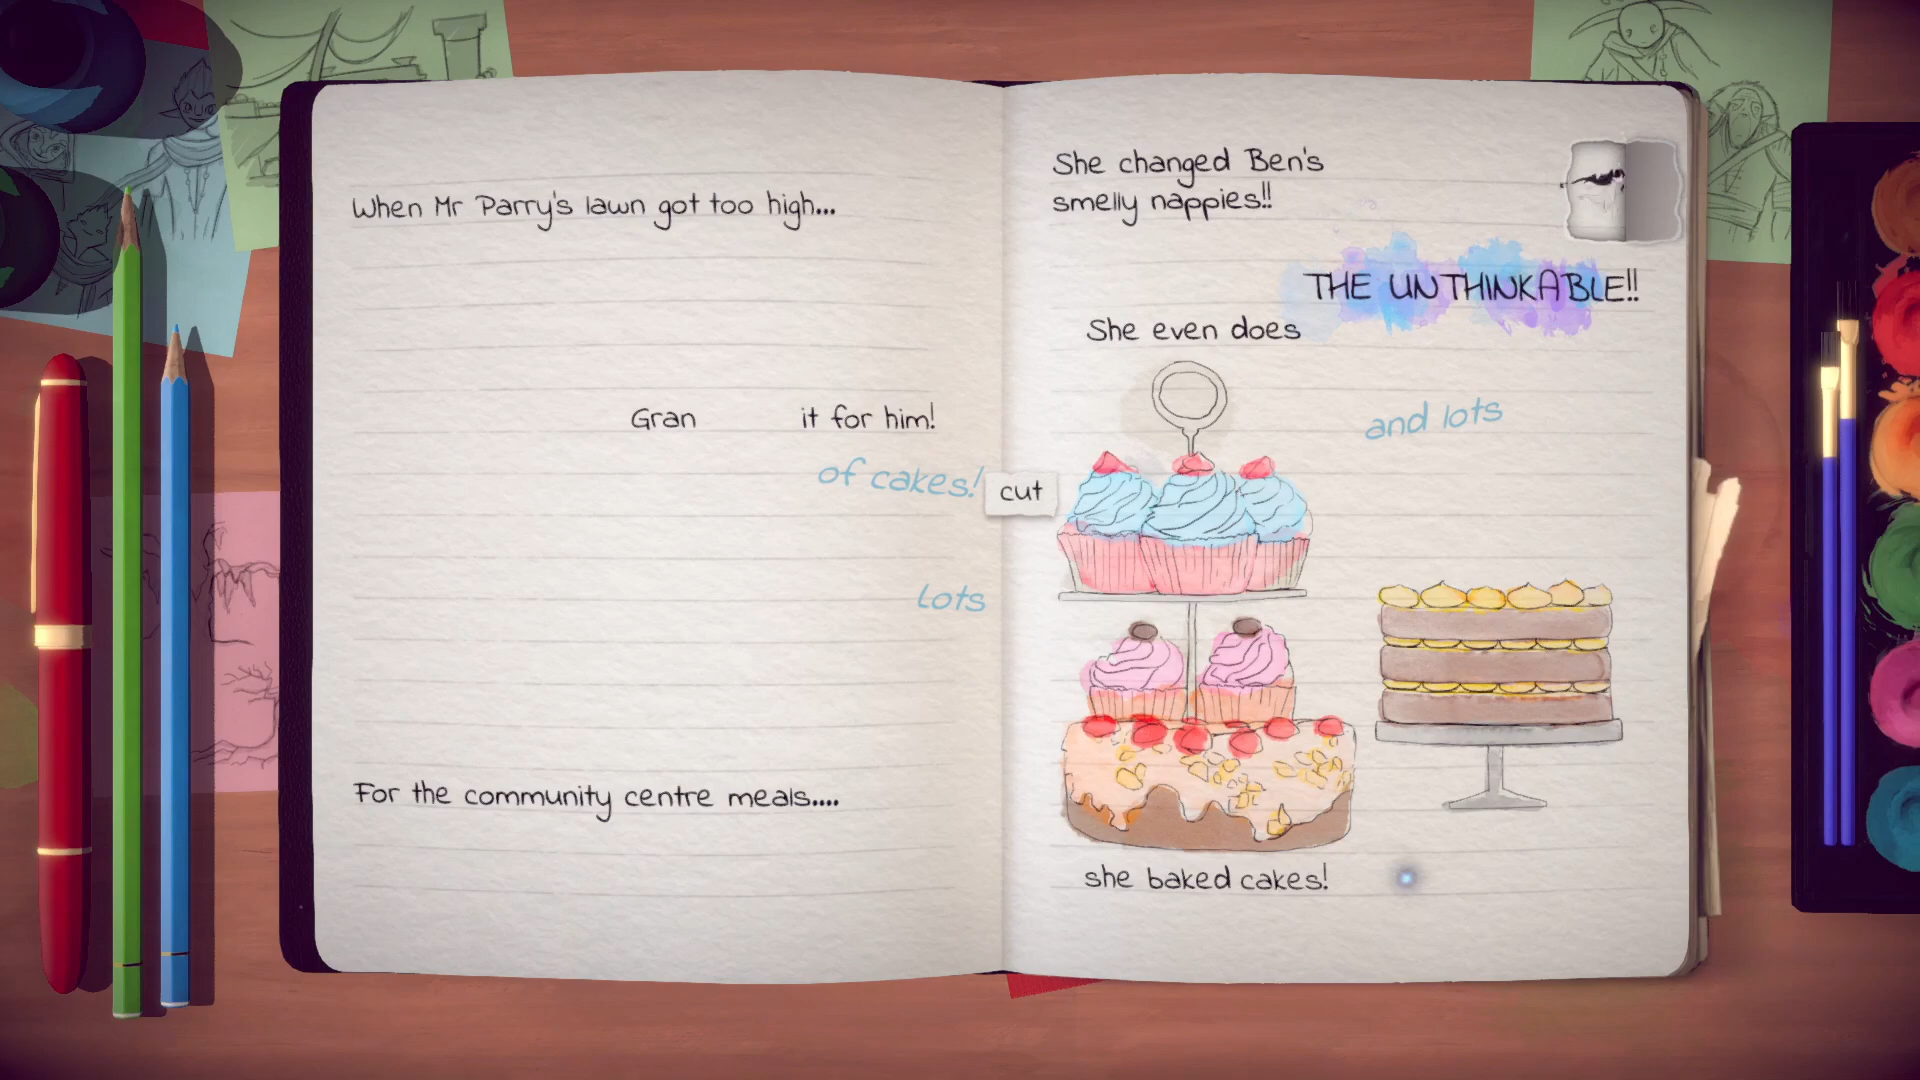 When Mr Parry's lawn got too high...
Gran it for him!
of cakes!
cut
Lots
For the community centre meals....
She changed Ben's
smelly nappies!!
THE UNTHINKABLE!!
She even does
and lots
she baked cakes!